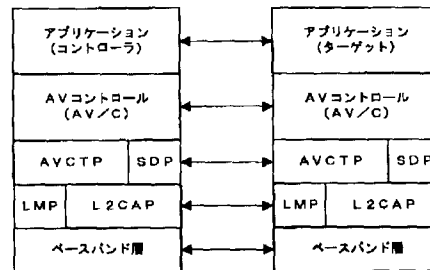 アプリケーション
(コントローラ)
AVコントロール
(AV/C)
AVCTP SDP
LMP L2CAP
ベースバンド層
アプリケーション
(ターゲット)
AVコントロール
(AV/C)
AVCTP SDP
LMP L2CAP
ベースバンド層